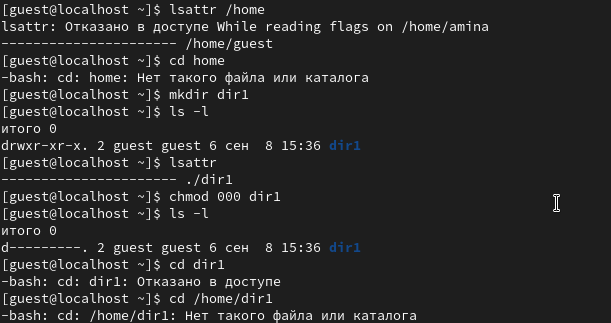 [guest@localhost ~]$ lsattr /home
lsattr: Отказано в доступе While reading flags on /home/amina
---------------------- /home/guest
[guest@localhost ~]$ cd home
-bash: cd: home: Нет такого файла или каталога
[guest@localhost ~]$ mkdir dir1
[guest@localhost ~]$ ls -l
итого 0
drwxr-xr-x. 2 guest guest 6 сен  8 15:36 dir1
[guest@localhost ~]$ lsattr
---------------------- ./dir1
[guest@localhost ~]$ chmod 000 dir1
[guest@localhost ~]$ ls -l
итого 0
d---------. 2 guest guest 6 сен  8 15:36 dir1
[guest@localhost ~]$ cd dir1
-bash: cd: dir1: Отказано в доступе
[guest@localhost ~]$ cd /home/dir1
-bash: cd: /home/dir1: Нет такого файла или каталога